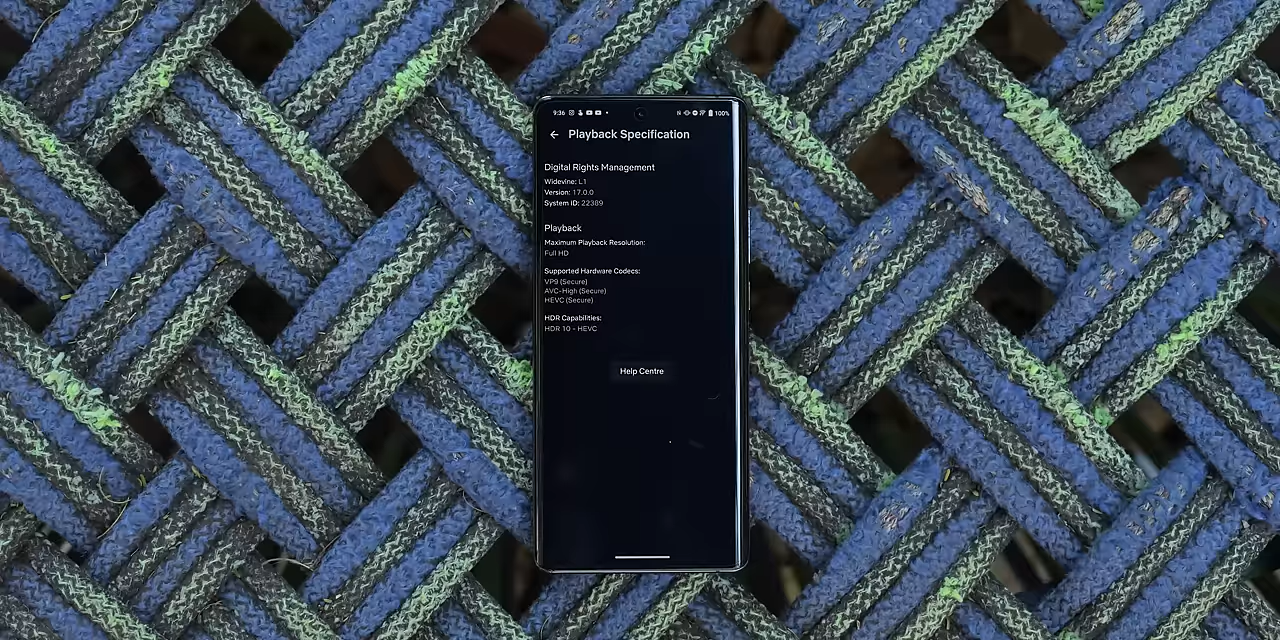 9:36
100%
Playback Specification
Digital Rights Management
Widevine: L1
Version: 17.0.0
System ID: 22389
Playback
Maximum Playback Resolution:
Full HD
Supported Hardware Codecs:
VP9 (Secure)
AVC-High (Secure)
HEVC (Secure)
HDR Capabilities:
HDR 10 - HEVC
Help Centre